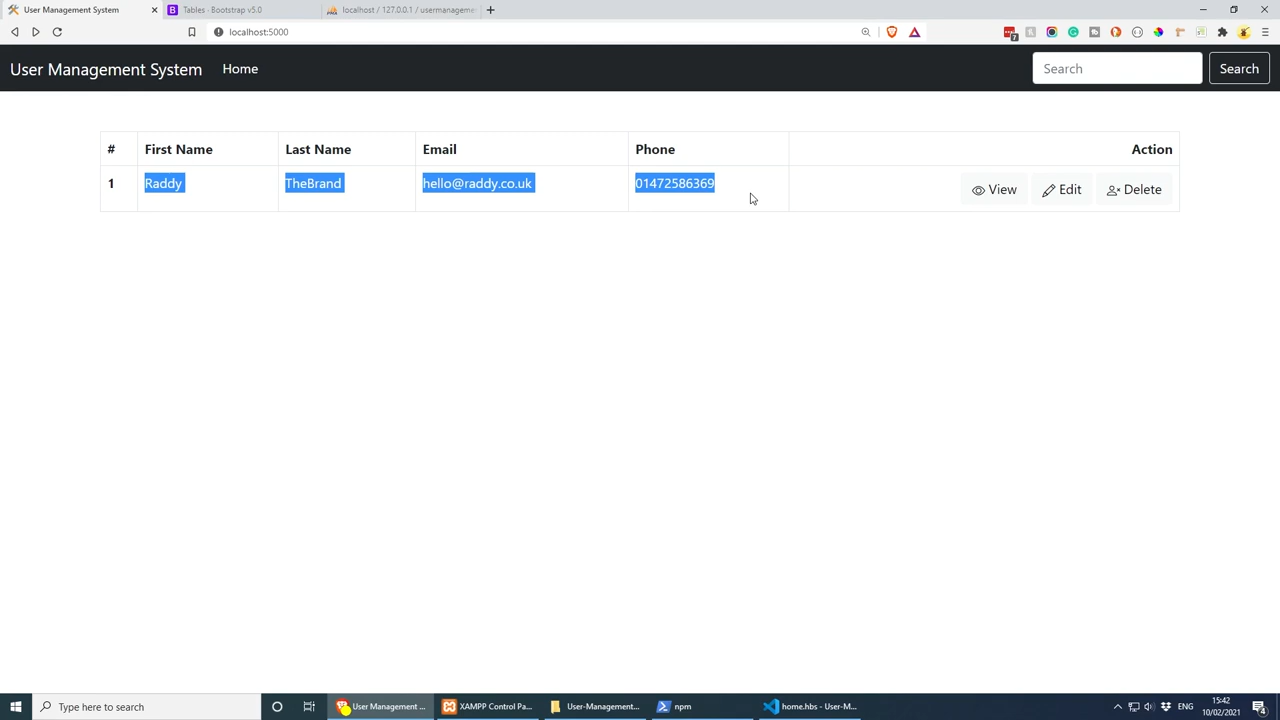 User Management System
Tables - Bootstrap v5.0
localhost / 127.0.0.1 / usermanageme
localhost:5000
7
User Management System Home Search Search
# First Name Last Name Email Phone Action
1 Raddy TheBrand hello@raddy.co.uk 01472586369 View Edit Delete
Type here to search
User Management ...
XAMPP Control Pa...
User-Management...
npm
home.hbs - User-M...
ENG
15:42
10/02/2021
4